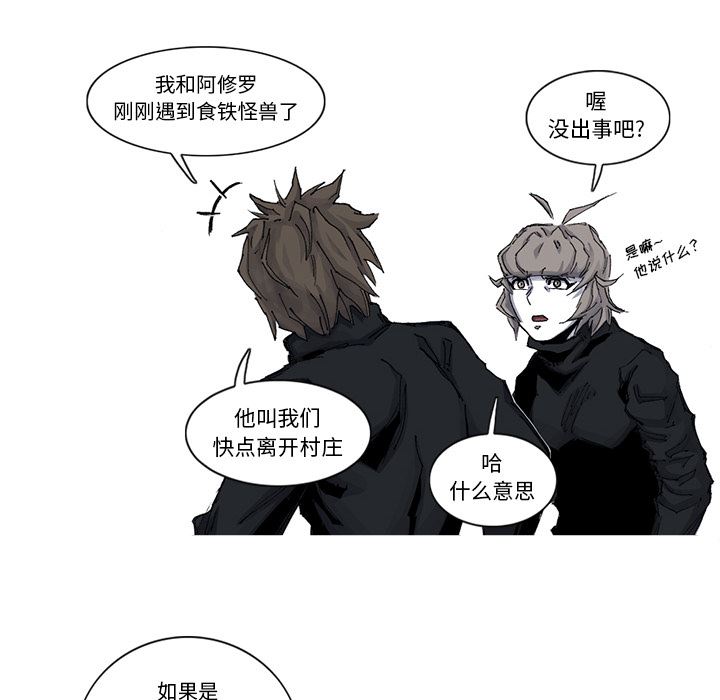 我和阿修罗
刚刚遇到食铁怪兽了
喔
没出事吧?
是嘛~
他说什么?
他叫我们
快点离开村庄
哈
什么意思
如果是